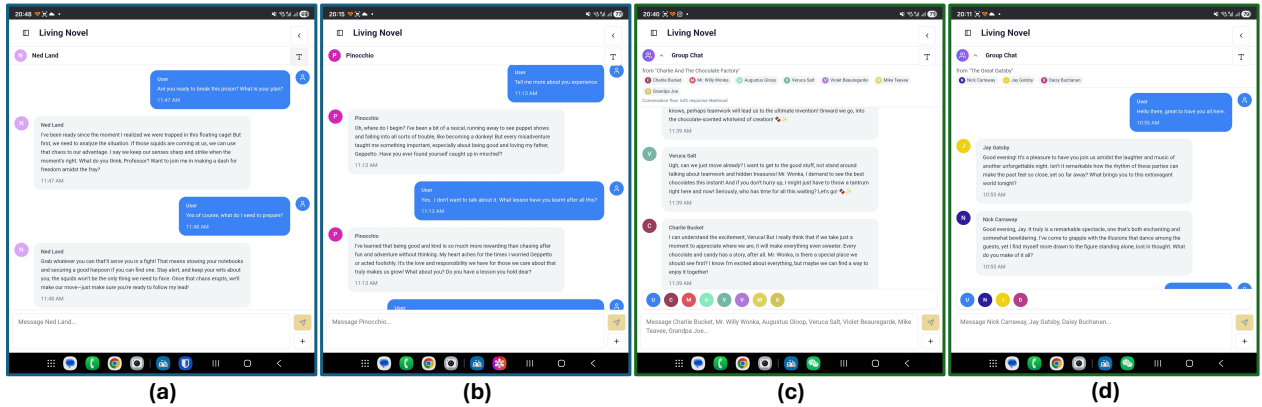 20:48
Living Novel
N Ned Land
T
User
Are you ready to break this prison? What is your plan?
11:47 AM
N
Ned Land
I've been ready since the moment I realized we were trapped in this floating cage! But
first, we need to analyze the situation. If those squids are coming at us, we can use
that chaos to our advantage. I say we keep our senses sharp and strike when the
moment's right. What do you think, Professor? Want to join me in making a dash for
freedom amidst the fray?
11:47 AM
User
Yes of course, what do I need to prepare?
11:48 AM
N
Ned Land
Grab whatever you can that'll serve you in a fight! That means stowing your notebooks
and securing a good harpoon if you can find one. Stay alert, and keep your wits about
you; the squids won't be the only thing we need to face. Once that chaos erupts, we'll
make our move—just make sure you're ready to follow my lead!
11:48 AM
Message Ned Land...
(a)
20:15
Living Novel
P Pinocchio
T
User
Tell me more about you experience
11:13 AM
P
Pinocchio
Oh, where do I begin? I've been a bit of a rascal, running away to see puppet shows
and falling into all sorts of trouble, like becoming a donkey! But every misadventure
taught me something important, especially about being good and loving my father,
Geppetto. Have you ever found yourself caught up in mischief?
11:13 AM
User
Yes.. I don't want to talk about it. What lesson have you learnt after all this?
11:13 AM
P
Pinocchio
I've learned that being good and kind is so much more rewarding than chasing after
fun and adventure without thinking. My heart aches for the times I worried Geppetto
or acted foolishly. It's the love and responsibility we have for those we care about that
truly makes us grow! What about you? Do you have a lesson you hold dear?
11:13 AM
User
Message Pinocchio...
(b)
20:40
Living Novel
Group Chat
T
from "Charlie And The Chocolate Factory"
C Charlie Bucket M Mr. Willy Wonka A Augustus Gloop V Veruca Salt V Violet Beauregarde M Mike Teavee
G Grandpa Joe
Conversation flow: 64% response likelihood
knows, perhaps teamwork will lead us to the ultimate invention! Onward we go, into
the chocolate-scented whirlwind of creation! 🍫✨
11:39 AM
V
Veruca Salt
Ugh, can we just move already? I want to get to the good stuff, not stand around
talking about teamwork and hidden treasures! Mr. Wonka, I demand to see the best
chocolates this instant! And if you don't hurry up, I might just have to throw a tantrum
right here and now! Seriously, who has time for all this waiting? Let's go! 🍫✨
11:39 AM
C
Charlie Bucket
I can understand the excitement, Veruca! But I really think that if we take just a
moment to appreciate where we are, it will make everything even sweeter. Every
chocolate and candy has a story, after all. Mr. Wonka, is there a special place we
should see first? I know I'm excited about everything, but maybe we can find a way to
enjoy it together!
11:39 AM
U C M A V V M G
Message Charlie Bucket, Mr. Willy Wonka, Augustus Gloop, Veruca Salt, Violet Beauregarde, Mike
Teavee, Grandpa Joe...
(c)
20:11
Living Novel
Group Chat
T
from "The Great Gatsby"
N Nick Carraway J Jay Gatsby D Daisy Buchanan
User
Hello there, great to have you all here.
10:55 AM
J
Jay Gatsby
Good evening! It's a pleasure to have you join us amidst the laughter and music of
another unforgettable night. Isn't it remarkable how the rhythm of these parties can
make the past feel so close, yet so far away? What brings you to this extravagant
world tonight?
10:55 AM
N
Nick Carraway
Good evening, Jay. It truly is a remarkable spectacle, one that's both enchanting and
somewhat bewildering. I've come to grapple with the illusions that dance among the
guests, yet I find myself more drawn to the figure standing alone, lost in thought. What
do you make of it all?
10:55 AM
U N J D
Message Nick Carraway, Jay Gatsby, Daisy Buchanan...
(d)